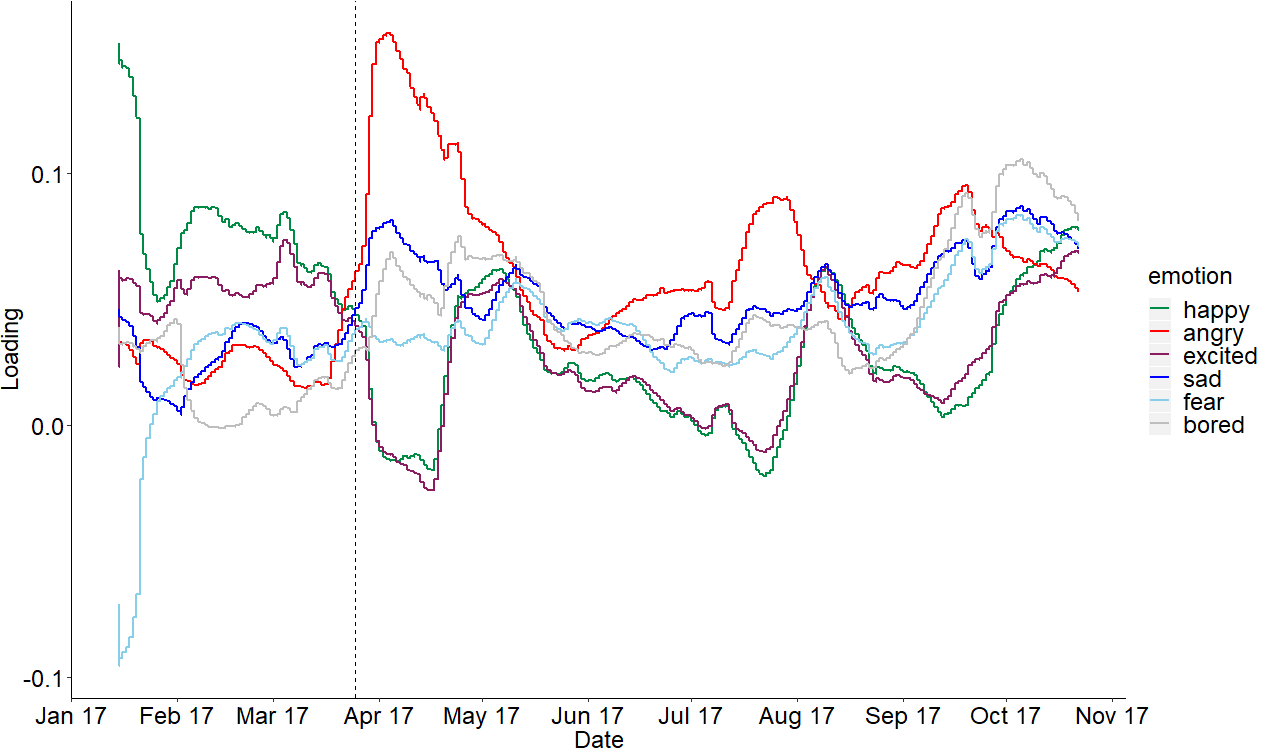 Loading
0.1
0.0
-0.1
Jan 17 Feb 17 Mar 17 Apr 17 May 17 Jun 17 Jul 17 Aug 17 Sep 17 Oct 17 Nov 17
Date
emotion
happy
angry
excited
sad
fear
bored